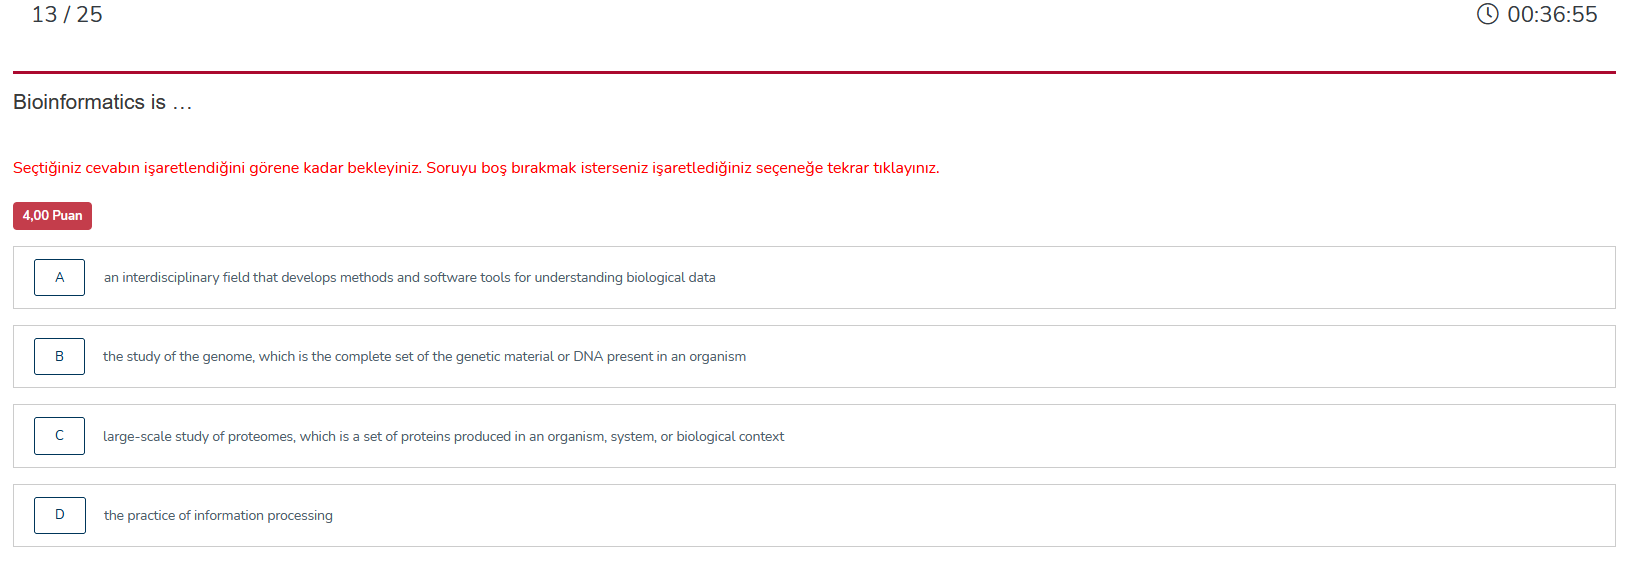 13 / 25
00:36:55
Bioinformatics is …
Seçtiğiniz cevabın işaretlendiğini görene kadar bekleyiniz. Soruyu boş bırakmak isterseniz işaretlediğiniz seçeneğe tekrar tıklayınız.
4,00 Puan
A an interdisciplinary field that develops methods and software tools for understanding biological data
B the study of the genome, which is the complete set of the genetic material or DNA present in an organism
C large-scale study of proteomes, which is a set of proteins produced in an organism, system, or biological context
D the practice of information processing